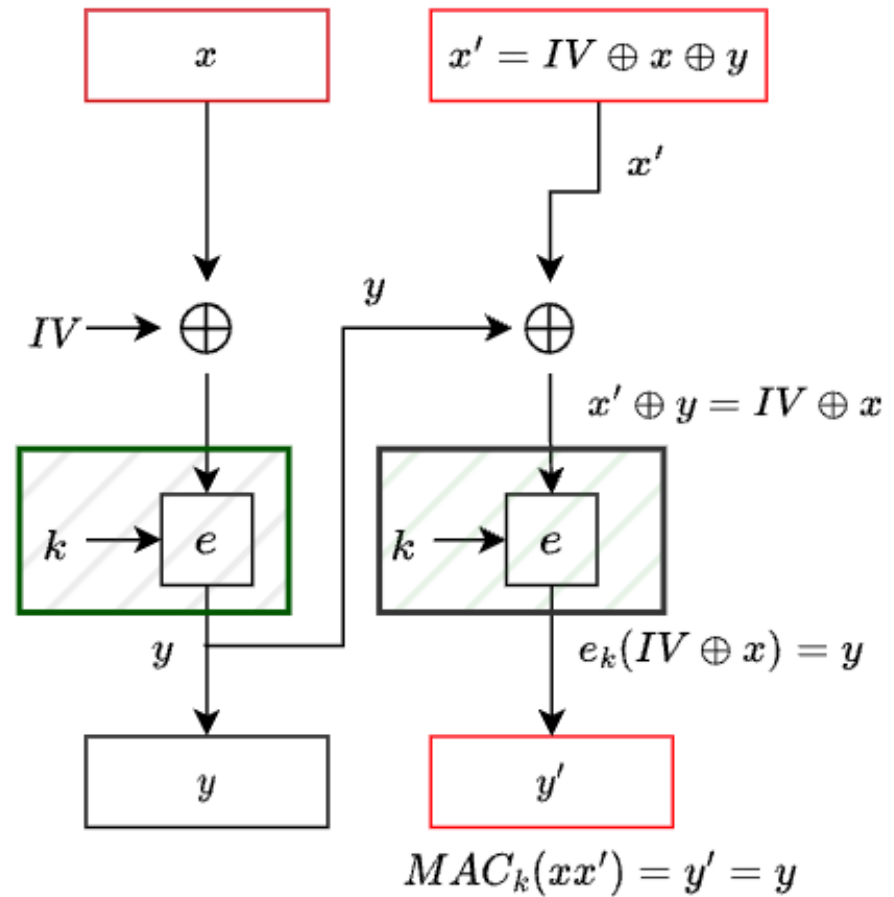 x
x′ = IV ⊕ x ⊕ y
x′
y
IV
x′ ⊕ y = IV ⊕ x
k
e
k
e
y
e_k(IV ⊕ x) = y
y
y′
MAC_k(xx′) = y′ = y